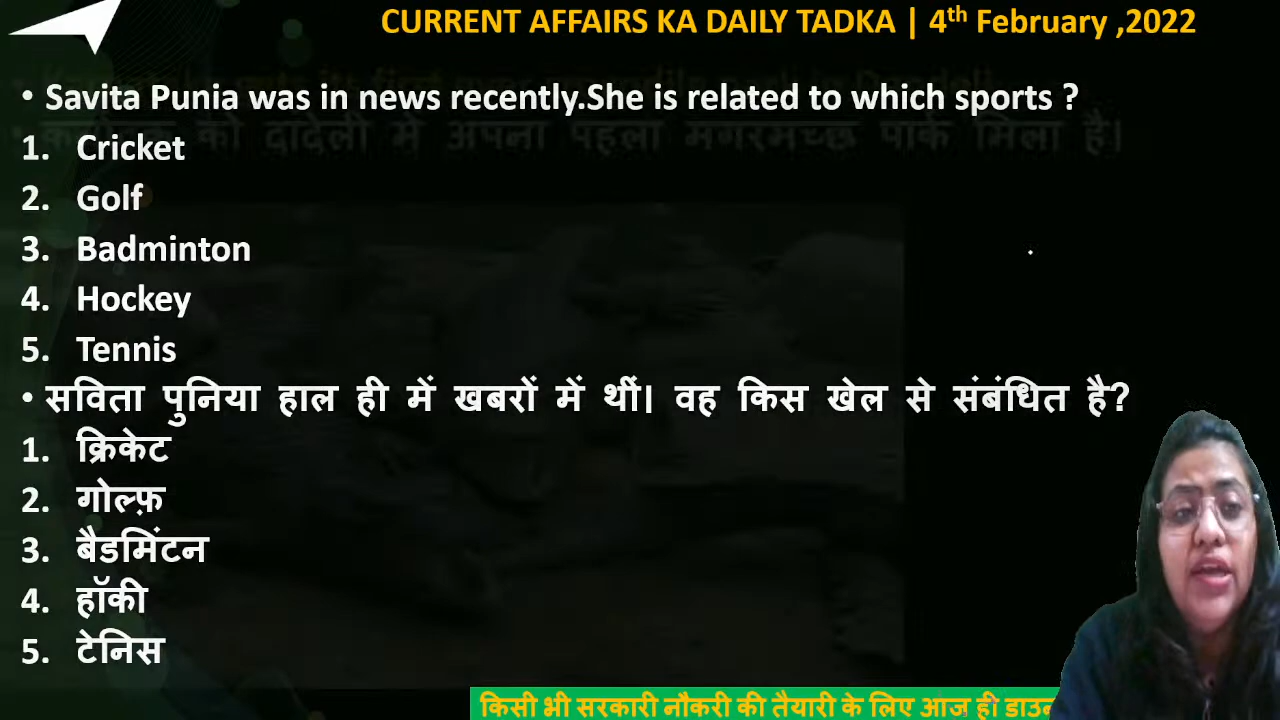 CURRENT AFFAIRS KA DAILY TADKA | 4th February ,2022
• Savita Punia was in news recently.She is related to which sports ?
1. Cricket
2. Golf
3. Badminton
4. Hockey
5. Tennis
• सविता पुनिया हाल ही में खबरों में थीं। वह किस खेल से संबंधित है?
1. क्रिकेट
2. गोल्फ़
3. बैडमिंटन
4. हॉकी
5. टेनिस
किसी भी सरकारी नौकरी की तैयारी के लिए आज ही